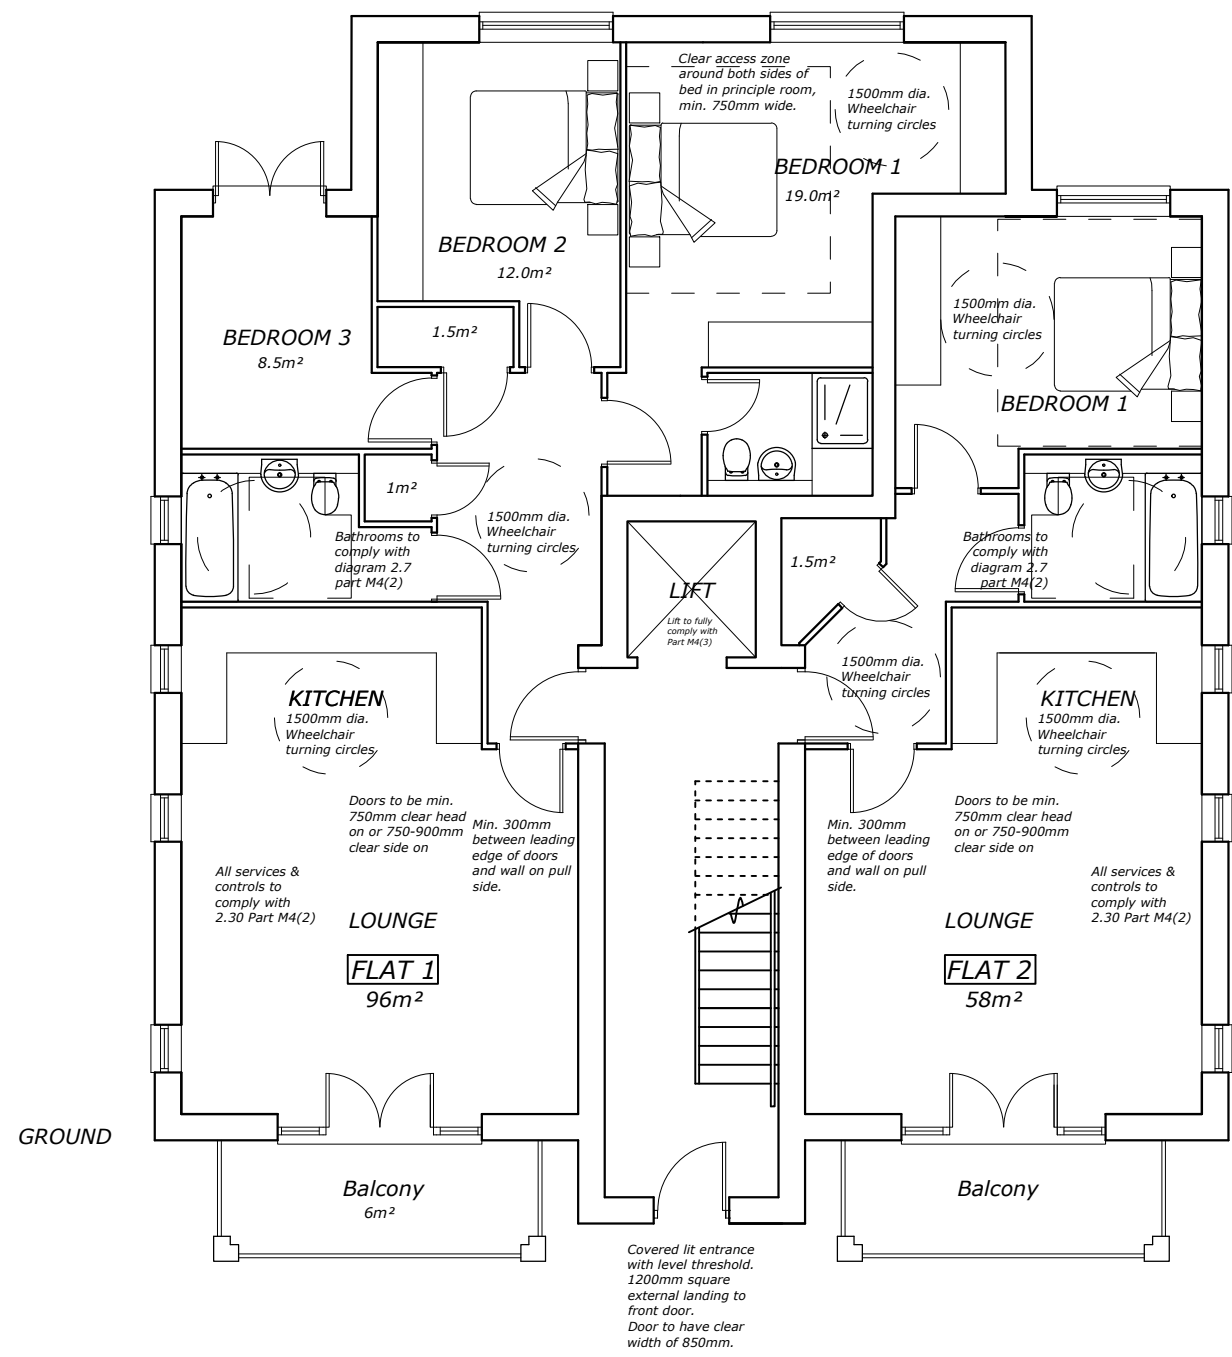 Clear access zone
around both sides of
bed in principle room,
min. 750mm wide.
1500mm dia.
Wheelchair
turning circles
BEDROOM 1
19.0m²
BEDROOM 2
12.0m²
1500mm dia.
Wheelchair
turning circles
BEDROOM 3
8.5m²
1.5m²
BEDROOM 1
1m²
1500mm dia.
Wheelchair
turning circles
Bathrooms to
comply with
diagram 2.7
part M4(2)
1.5m²
Bathrooms to
comply with
diagram 2.7
part M4(2)
LIFT
Lift to fully
comply with
Part M4(3)
1500mm dia.
Wheelchair
turning circles
KITCHEN
1500mm dia.
Wheelchair
turning circles
KITCHEN
1500mm dia.
Wheelchair
turning circles
Doors to be min.
750mm clear head
on or 750-900mm
clear side on
Min. 300mm
between leading
edge of doors
and wall on pull
side.
Min. 300mm
between leading
edge of doors
and wall on pull
side.
Doors to be min.
750mm clear head
on or 750-900mm
clear side on
All services &
controls to
comply with
2.30 Part M4(2)
All services &
controls to
comply with
2.30 Part M4(2)
LOUNGE
FLAT 1
96m²
LOUNGE
FLAT 2
58m²
GROUND
Balcony
6m²
Balcony
Covered lit entrance
with level threshold.
1200mm square
external landing to
front door.
Door to have clear
width of 850mm.